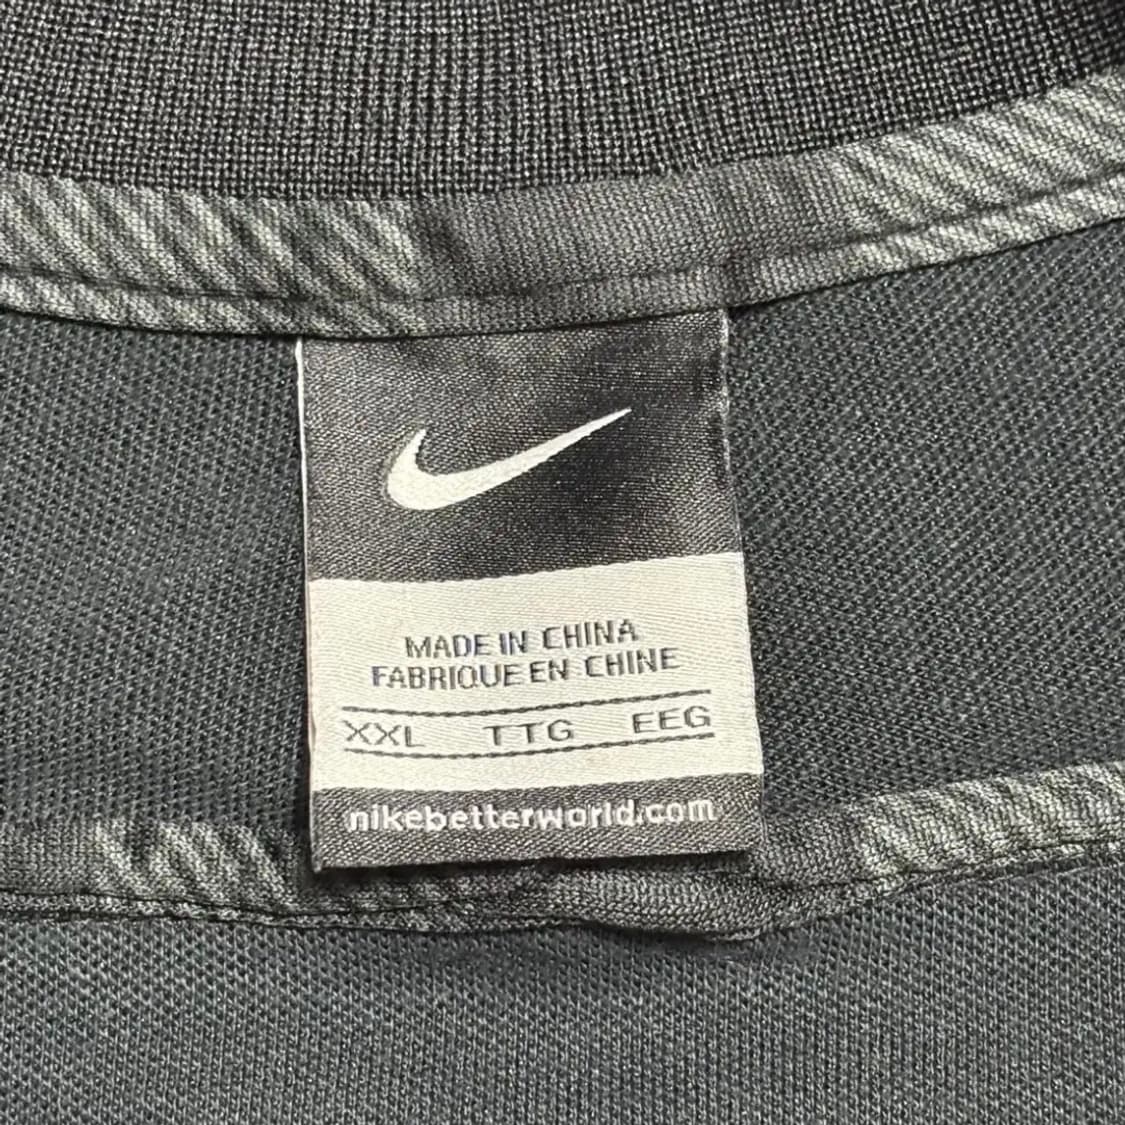 MADE IN CHINA
FABRIQUE EN CHINE
XXL TTG EEG
nikebetterworld.com